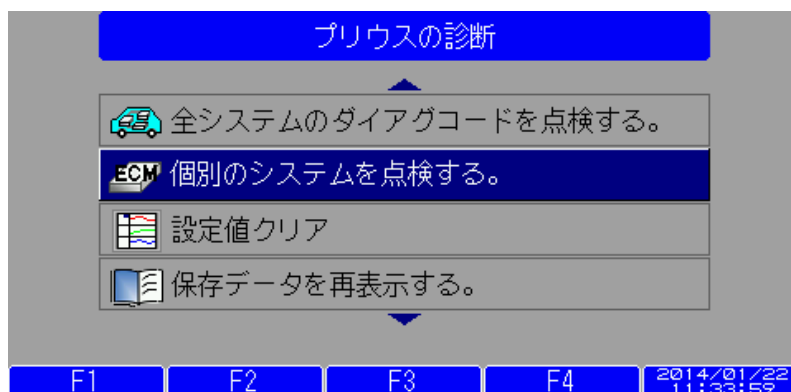 プリウスの診断
全システムのダイアグコードを点検する。
ECM 個別のシステムを点検する。
設定値クリア
保存データを再表示する。
F1 F2 F3 F4 2014/01/22
11:33:59